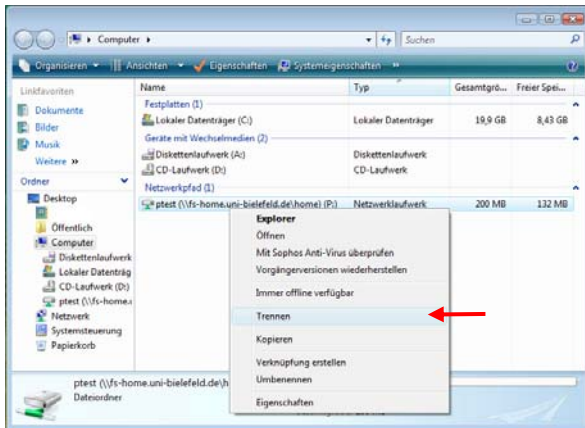 Computer
Suchen
Organisieren Ansichten Eigenschaften Systemeigenschaften »
Linkfavoriten
Dokumente
Bilder
Musik
Weitere »
Ordner
Desktop
Öffentlich
Computer
Diskettenlaufwerk
Lokaler Datenträg
CD-Laufwerk (D:)
ptest (\\fs-home.
Netzwerk
Systemsteuerung
Papierkorb
Name Typ Gesamtgrö... Freier Spei...
Festplatten (1)
Lokaler Datenträger (C:) Lokaler Datenträger 19,9 GB 8,43 GB
Geräte mit Wechselmedien (2)
Diskettenlaufwerk (A:) Diskettenlaufwerk
CD-Laufwerk (D:) CD-Laufwerk
Netzwerkpfad (1)
ptest (\\fs-home.uni-bielefeld.de\home) (P:) Netzwerklaufwerk 200 MB 132 MB
Explorer
Öffnen
Mit Sophos Anti-Virus überprüfen
Vorgängerversionen wiederherstellen
Immer offline verfügbar
Trennen
Kopieren
Verknüpfung erstellen
Umbenennen
Eigenschaften
ptest (\\fs-home.uni-bielefeld.de\h
Dateiordner